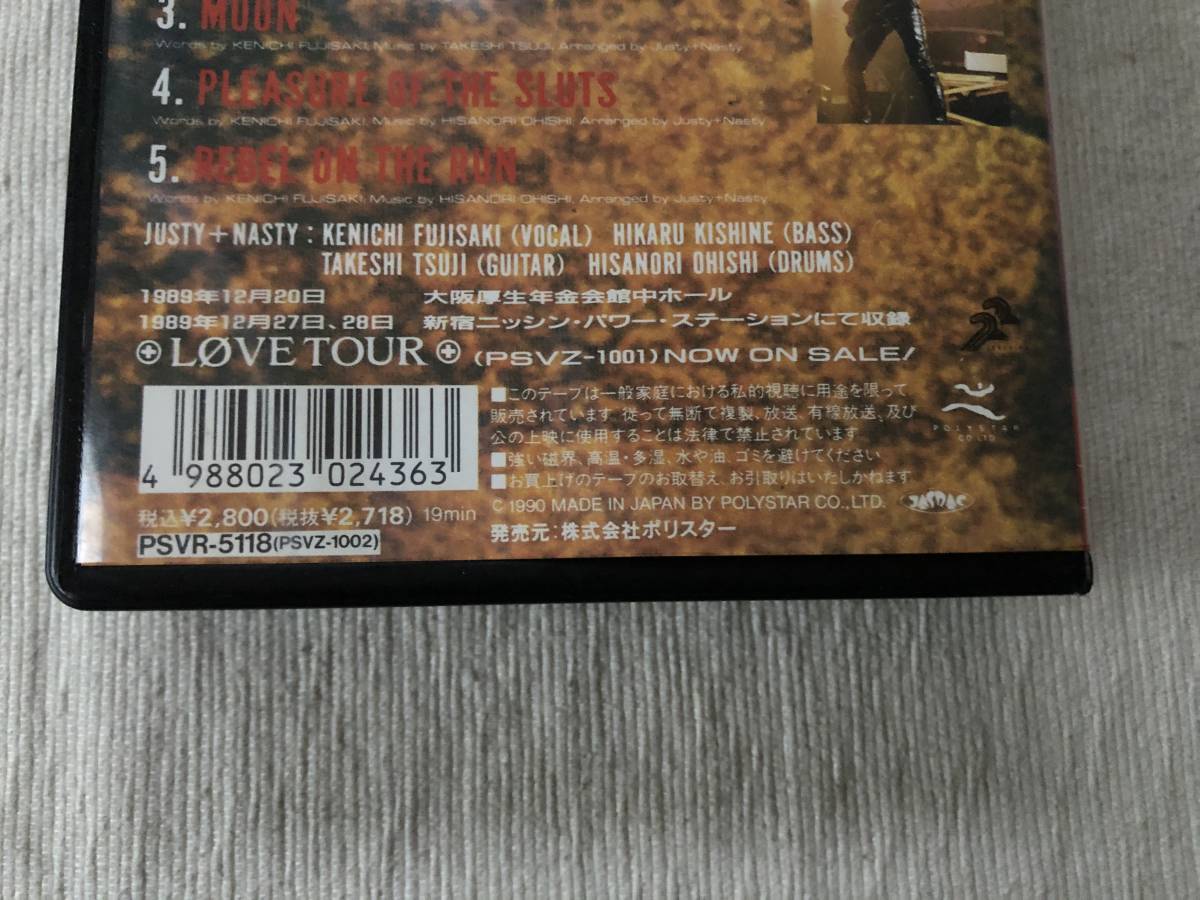 3. MOON
Words by KENICHI FUJISAKI, Music by TAKESHI TSUJI, Arranged by Justy+Nasty
4. PLEASURE OF THE SLUTS
Words by KENICHI FUJISAKI, Music by HISANORI OHISHI, Arranged by Justy+Nasty
5. REBEL ON THE RUN
Words by KENICHI FUJISAKI, Music by HISANORI OHISHI, Arranged by Justy+Nasty
JUSTY+NASTY : KENICHI FUJISAKI (VOCAL) HIKARU KISHINE (BASS)
TAKESHI TSUJI (GUITAR) HISANORI OHISHI (DRUMS)
1989年12月20日 大阪厚生年金会館中ホール
1989年12月27日、28日 新宿ニッシン・パワー・ステーションにて収録
LØVE TOUR (PSVZ-1001) NOW ON SALE!
■このテープは一般家庭における私的視聴に用途を限って
販売されています. 従って無断で複製, 放送, 有線放送, 及び
公の上映に使用することは法律で禁止されています.
■強い磁界, 高温・多湿, 水や油, ゴミを避けてください
■お買上げのテープのお取替え, お引取りはいたしかねます.
© 1990 MADE IN JAPAN BY POLYSTAR CO., LTD.
発売元：株式会社ポリスター
POLYSTAR
CO. LTD.
JASRAC
4 988023 024363
税込¥2,800(税抜¥2,718) 19min
PSVR-5118(PSVZ-1002)